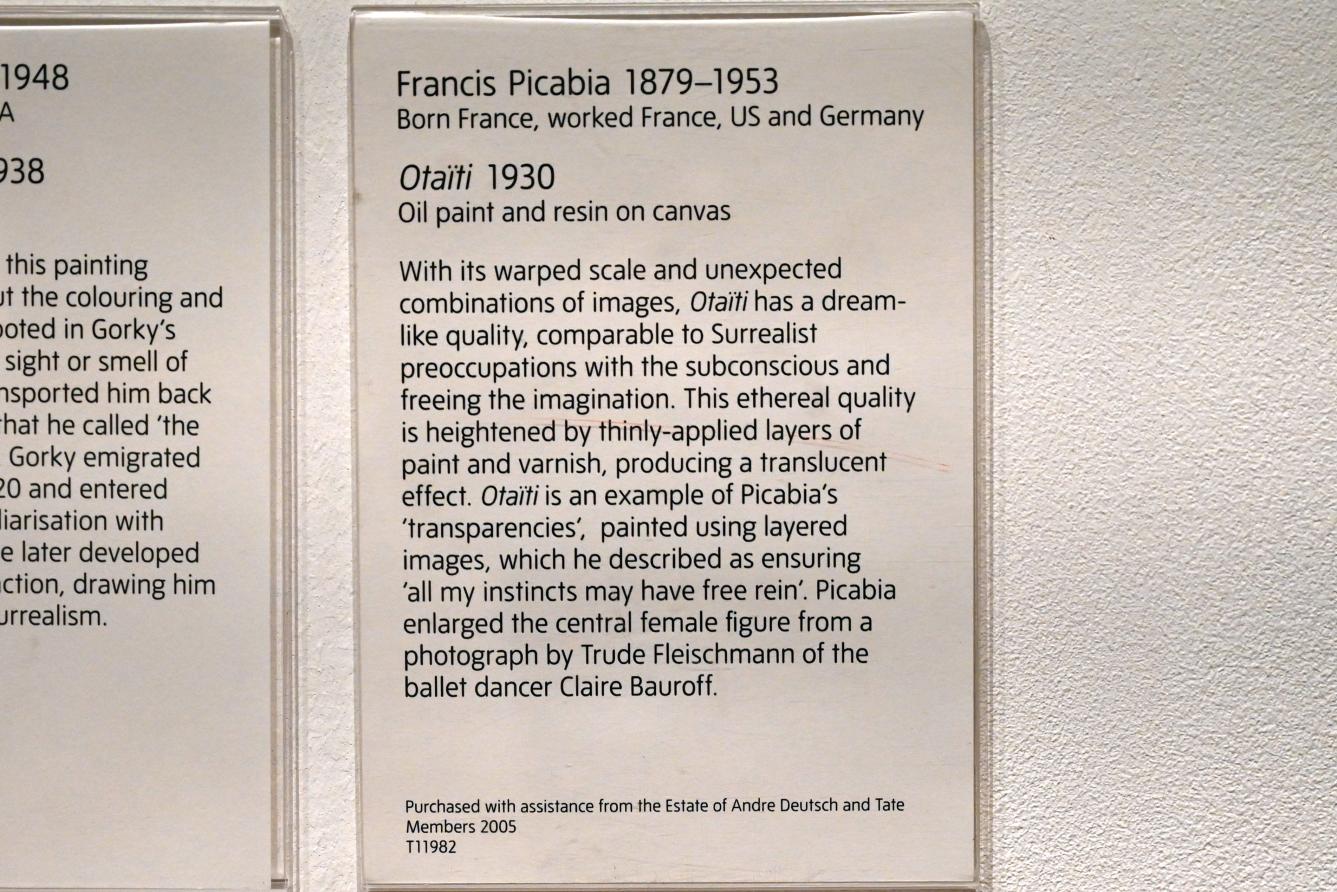 1948
A
938
this painting
ut the colouring and
ooted in Gorky's
sight or smell of
nsported him back
that he called ‘the
Gorky emigrated
20 and entered
liarisation with
e later developed
action, drawing him
urrealism.
Francis Picabia 1879–1953
Born France, worked France, US and Germany
Otaïti 1930
Oil paint and resin on canvas
With its warped scale and unexpected
combinations of images, Otaïti has a dream-
like quality, comparable to Surrealist
preoccupations with the subconscious and
freeing the imagination. This ethereal quality
is heightened by thinly-applied layers of
paint and varnish, producing a translucent
effect. Otaïti is an example of Picabia's
‘transparencies’, painted using layered
images, which he described as ensuring
‘all my instincts may have free rein’. Picabia
enlarged the central female figure from a
photograph by Trude Fleischmann of the
ballet dancer Claire Bauroff.
Purchased with assistance from the Estate of Andre Deutsch and Tate
Members 2005
T11982